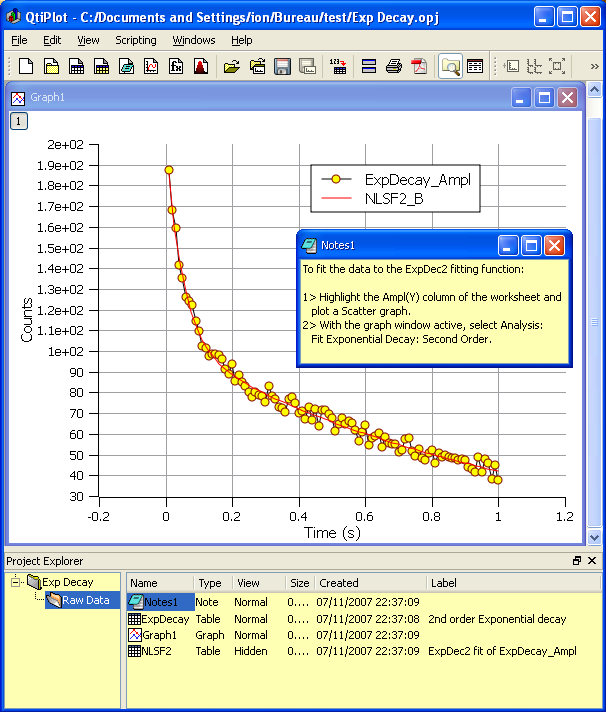 QtiPlot - C:/Documents and Settings/ion/Bureau/test/Exp Decay.opj
File Edit View Scripting Windows Help
Graph1
1
2e+02
1.9e+02
1.8e+02
1.7e+02
1.6e+02
1.5e+02
1.4e+02
1.3e+02
1.2e+02
1.1e+02
1e+02
90
80
70
60
50
40
30
Counts
-0.2 0 0.2 0.4 0.6 0.8 1 1.2
Time (s)
ExpDecay_Ampl
NLSF2_B
Notes1
To fit the data to the ExpDec2 fitting function:
1> Highlight the Ampl(Y) column of the worksheet and
plot a Scatter graph.
2> With the graph window active, select Analysis:
Fit Exponential Decay: Second Order.
Project Explorer
Exp Decay
Raw Data
Name Type View Size Created Label
Notes1 Note Normal 0.... 07/11/2007 22:37:09
ExpDecay Table Normal 0.... 07/11/2007 22:37:08 2nd order Exponential decay
Graph1 Graph Normal 0.... 07/11/2007 22:37:09
NLSF2 Table Hidden 0.... 07/11/2007 22:37:09 ExpDec2 fit of ExpDecay_Ampl